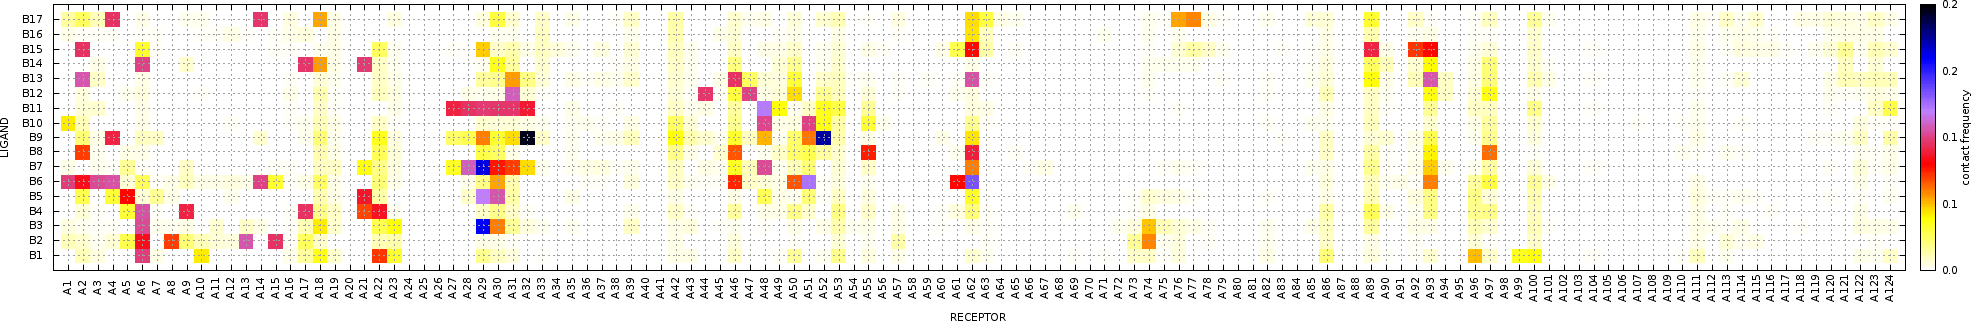 0.2
0.2
0.1
0.1
0.0
contact frequency
LIGAND
B17
B16
B15
B14
B13
B12
B11
B10
B9
B8
B7
B6
B5
B4
B3
B2
B1
A1 A2 A3 A4 A5 A6 A7 A8 A9 A10 A11 A12 A13 A14 A15 A16 A17 A18 A19 A20 A21 A22 A23 A24 A25 A26 A27 A28 A29 A30 A31 A32 A33 A34 A35 A36 A37 A38 A39 A40 A41 A42 A43 A44 A45 A46 A47 A48 A49 A50 A51 A52 A53 A54 A55 A56 A57 A58 A59 A60 A61 A62 A63 A64 A65 A66 A67 A68 A69 A70 A71 A72 A73 A74 A75 A76 A77 A78 A79 A80 A81 A82 A83 A84 A85 A86 A87 A88 A89 A90 A91 A92 A93 A94 A95 A96 A97 A98 A99 A100 A101 A102 A103 A104 A105 A106 A107 A108 A109 A110 A111 A112 A113 A114 A115 A116 A117 A118 A119 A120 A121 A122 A123 A124
RECEPTOR